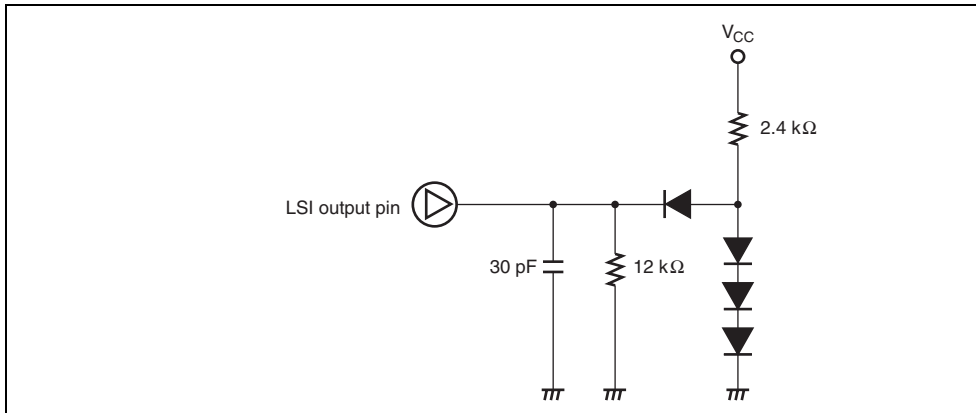 VCC
2.4 kΩ
LSI output pin
30 pF
12 kΩ